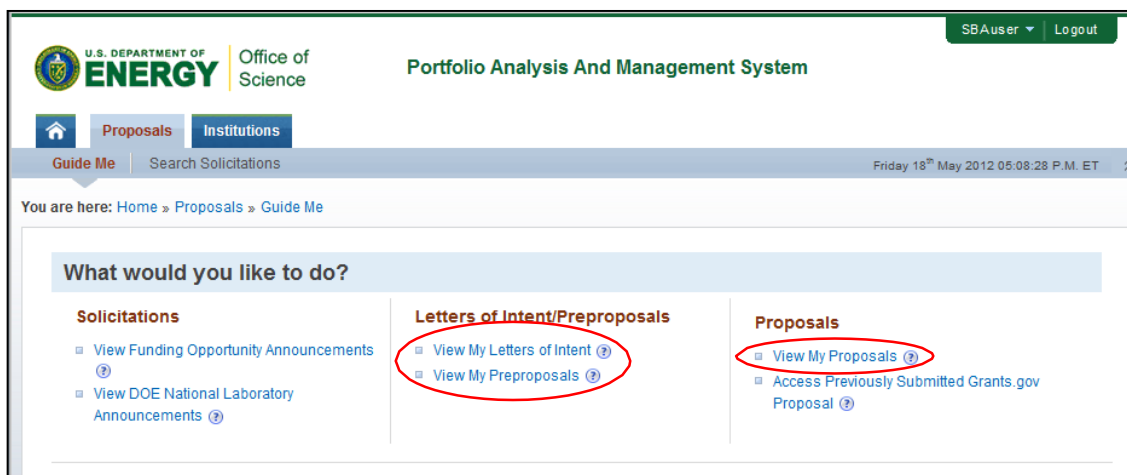 SBAuser | Logout
U.S. DEPARTMENT OF
ENERGY
Office of
Science
Portfolio Analysis And Management System
Proposals Institutions
Guide Me Search Solicitations Friday 18th May 2012 05:08:28 P.M. ET
You are here: Home » Proposals » Guide Me
What would you like to do?
Solicitations
View Funding Opportunity Announcements
?
View DOE National Laboratory
Announcements ?
Letters of Intent/Preproposals
View My Letters of Intent ?
View My Preproposals ?
Proposals
View My Proposals ?
Access Previously Submitted Grants.gov
Proposal ?